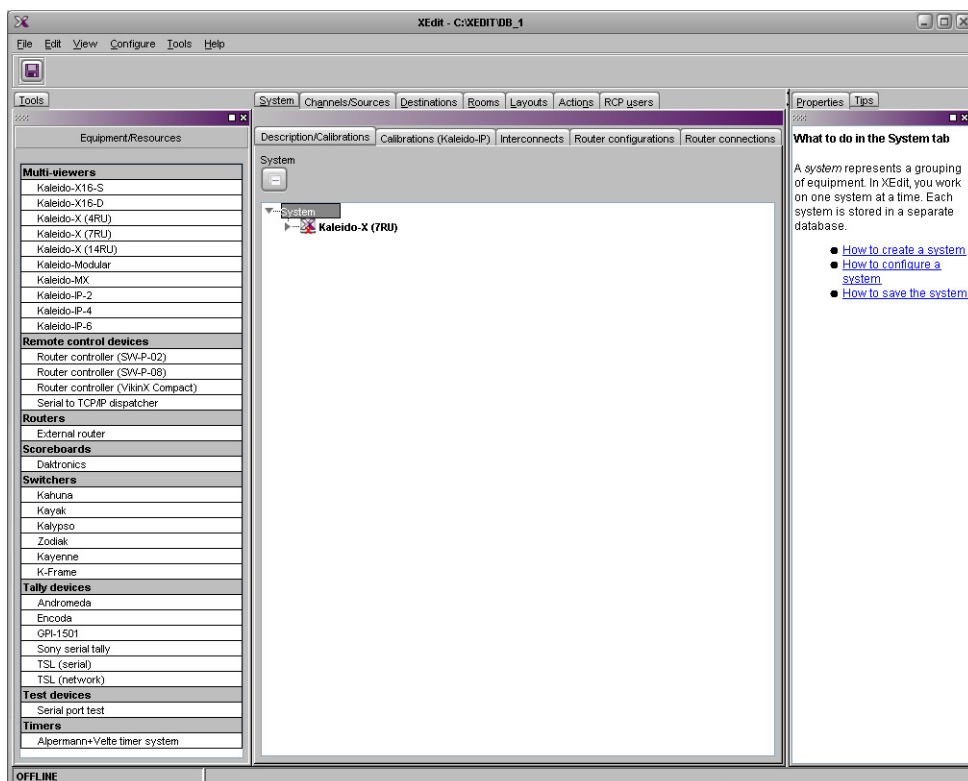 XEdit - C:\XEDIT\DB_1
File Edit View Configure Tools Help
Tools
Equipment/Resources
Multi-viewers
Kaleido-X16-S
Kaleido-X16-D
Kaleido-X (4RU)
Kaleido-X (7RU)
Kaleido-X (14RU)
Kaleido-Modular
Kaleido-MX
Kaleido-IP-2
Kaleido-IP-4
Kaleido-IP-6
Remote control devices
Router controller (SW-P-02)
Router controller (SW-P-08)
Router controller (VikinX Compact)
Serial to TCP/IP dispatcher
Routers
External router
Scoreboards
Daktronics
Switchers
Kahuna
Kayak
Kalypso
Zodiak
Kayenne
K-Frame
Tally devices
Andromeda
Encoda
GPI-1501
Sony serial tally
TSL (serial)
TSL (network)
Test devices
Serial port test
Timers
Alpermann+Velte timer system
System Channels/Sources Destinations Rooms Layouts Actions RCP users
Description/Calibrations Calibrations (Kaleido-IP) Interconnects Router configurations Router connections
System
System
Kaleido-X (7RU)
Properties Tips
What to do in the System tab
A system represents a grouping
of equipment. In XEdit, you work
on one system at a time. Each
system is stored in a separate
database.
How to create a system
How to configure a
system
How to save the system
OFFLINE